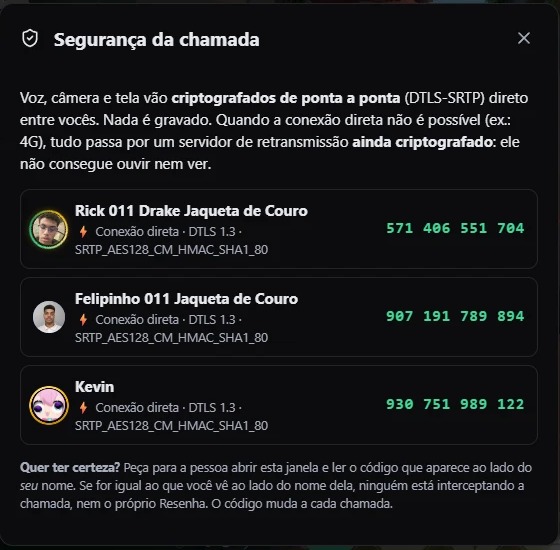 Segurança da chamada
Voz, câmera e tela vão criptografados de ponta a ponta (DTLS-SRTP) direto
entre vocês. Nada é gravado. Quando a conexão direta não é possível (ex.:
4G), tudo passa por um servidor de retransmissão ainda criptografado: ele
não consegue ouvir nem ver.
Rick 011 Drake Jaqueta de Couro
Conexão direta · DTLS 1.3 ·
SRTP_AES128_CM_HMAC_SHA1_80
571 406 551 704
Felipinho 011 Jaqueta de Couro
Conexão direta · DTLS 1.3 ·
SRTP_AES128_CM_HMAC_SHA1_80
907 191 789 894
Kevin
Conexão direta · DTLS 1.3 ·
SRTP_AES128_CM_HMAC_SHA1_80
930 751 989 122
Quer ter certeza? Peça para a pessoa abrir esta janela e ler o código que aparece ao lado do
seu nome. Se for igual ao que você vê ao lado do nome dela, ninguém está interceptando a
chamada, nem o próprio Resenha. O código muda a cada chamada.